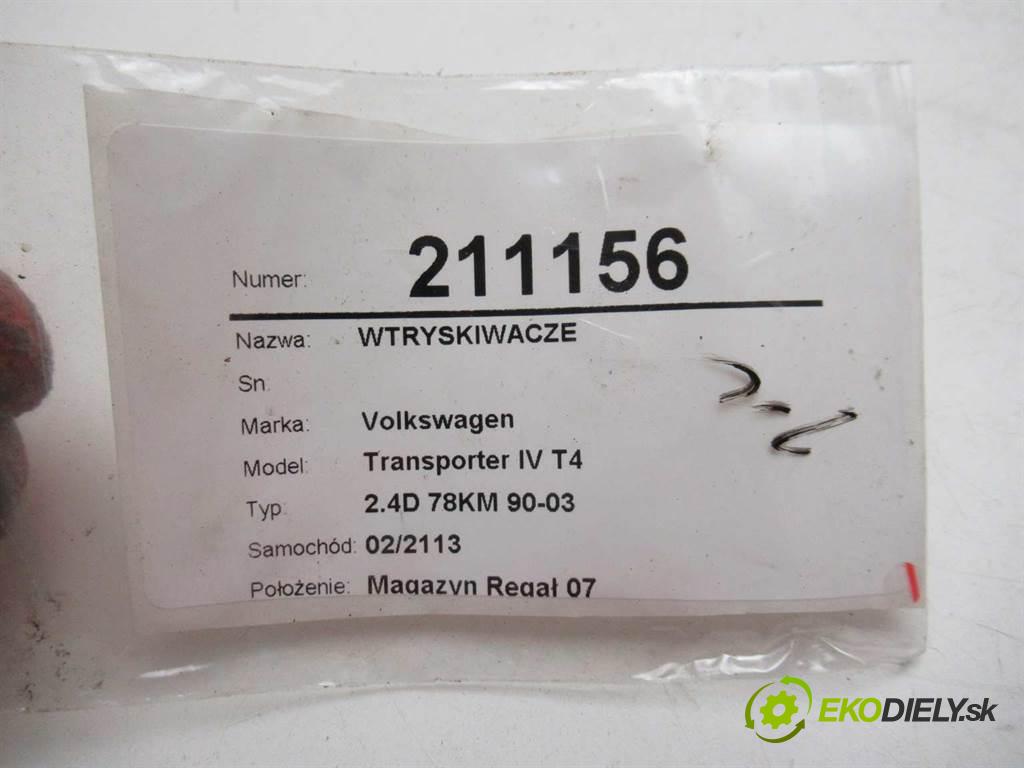 Numer: 211156
Nazwa: WTRYSKIWACZE
Sn:
Marka: Volkswagen
Model: Transporter IV T4
Typ: 2.4D 78KM 90-03
Samochód: 02/2113
Położenie: Magazyn Regał 07
EKODIELY.sk